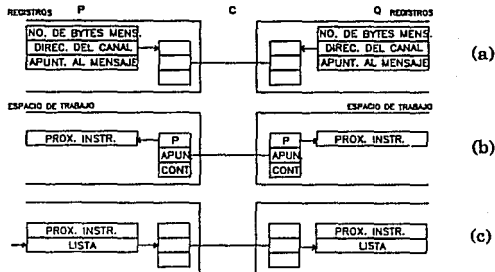 REGISTROS P C Q REGISTROS
NO. DE BYTES MENS. NO. DE BYTES MENS.
DIREC. DEL CANAL DIREC. DEL CANAL (a)
APUNT. AL MENSAJE APUNT. AL MENSAJE
ESPACIO DE TRABAJO ESPACIO DE TRABAJO
PROX. INSTR. P P PROX. INSTR.
APUN. APUN. (b)
CONT. CONT.
PROX. INSTR. PROX. INSTR. (c)
LISTA LISTA